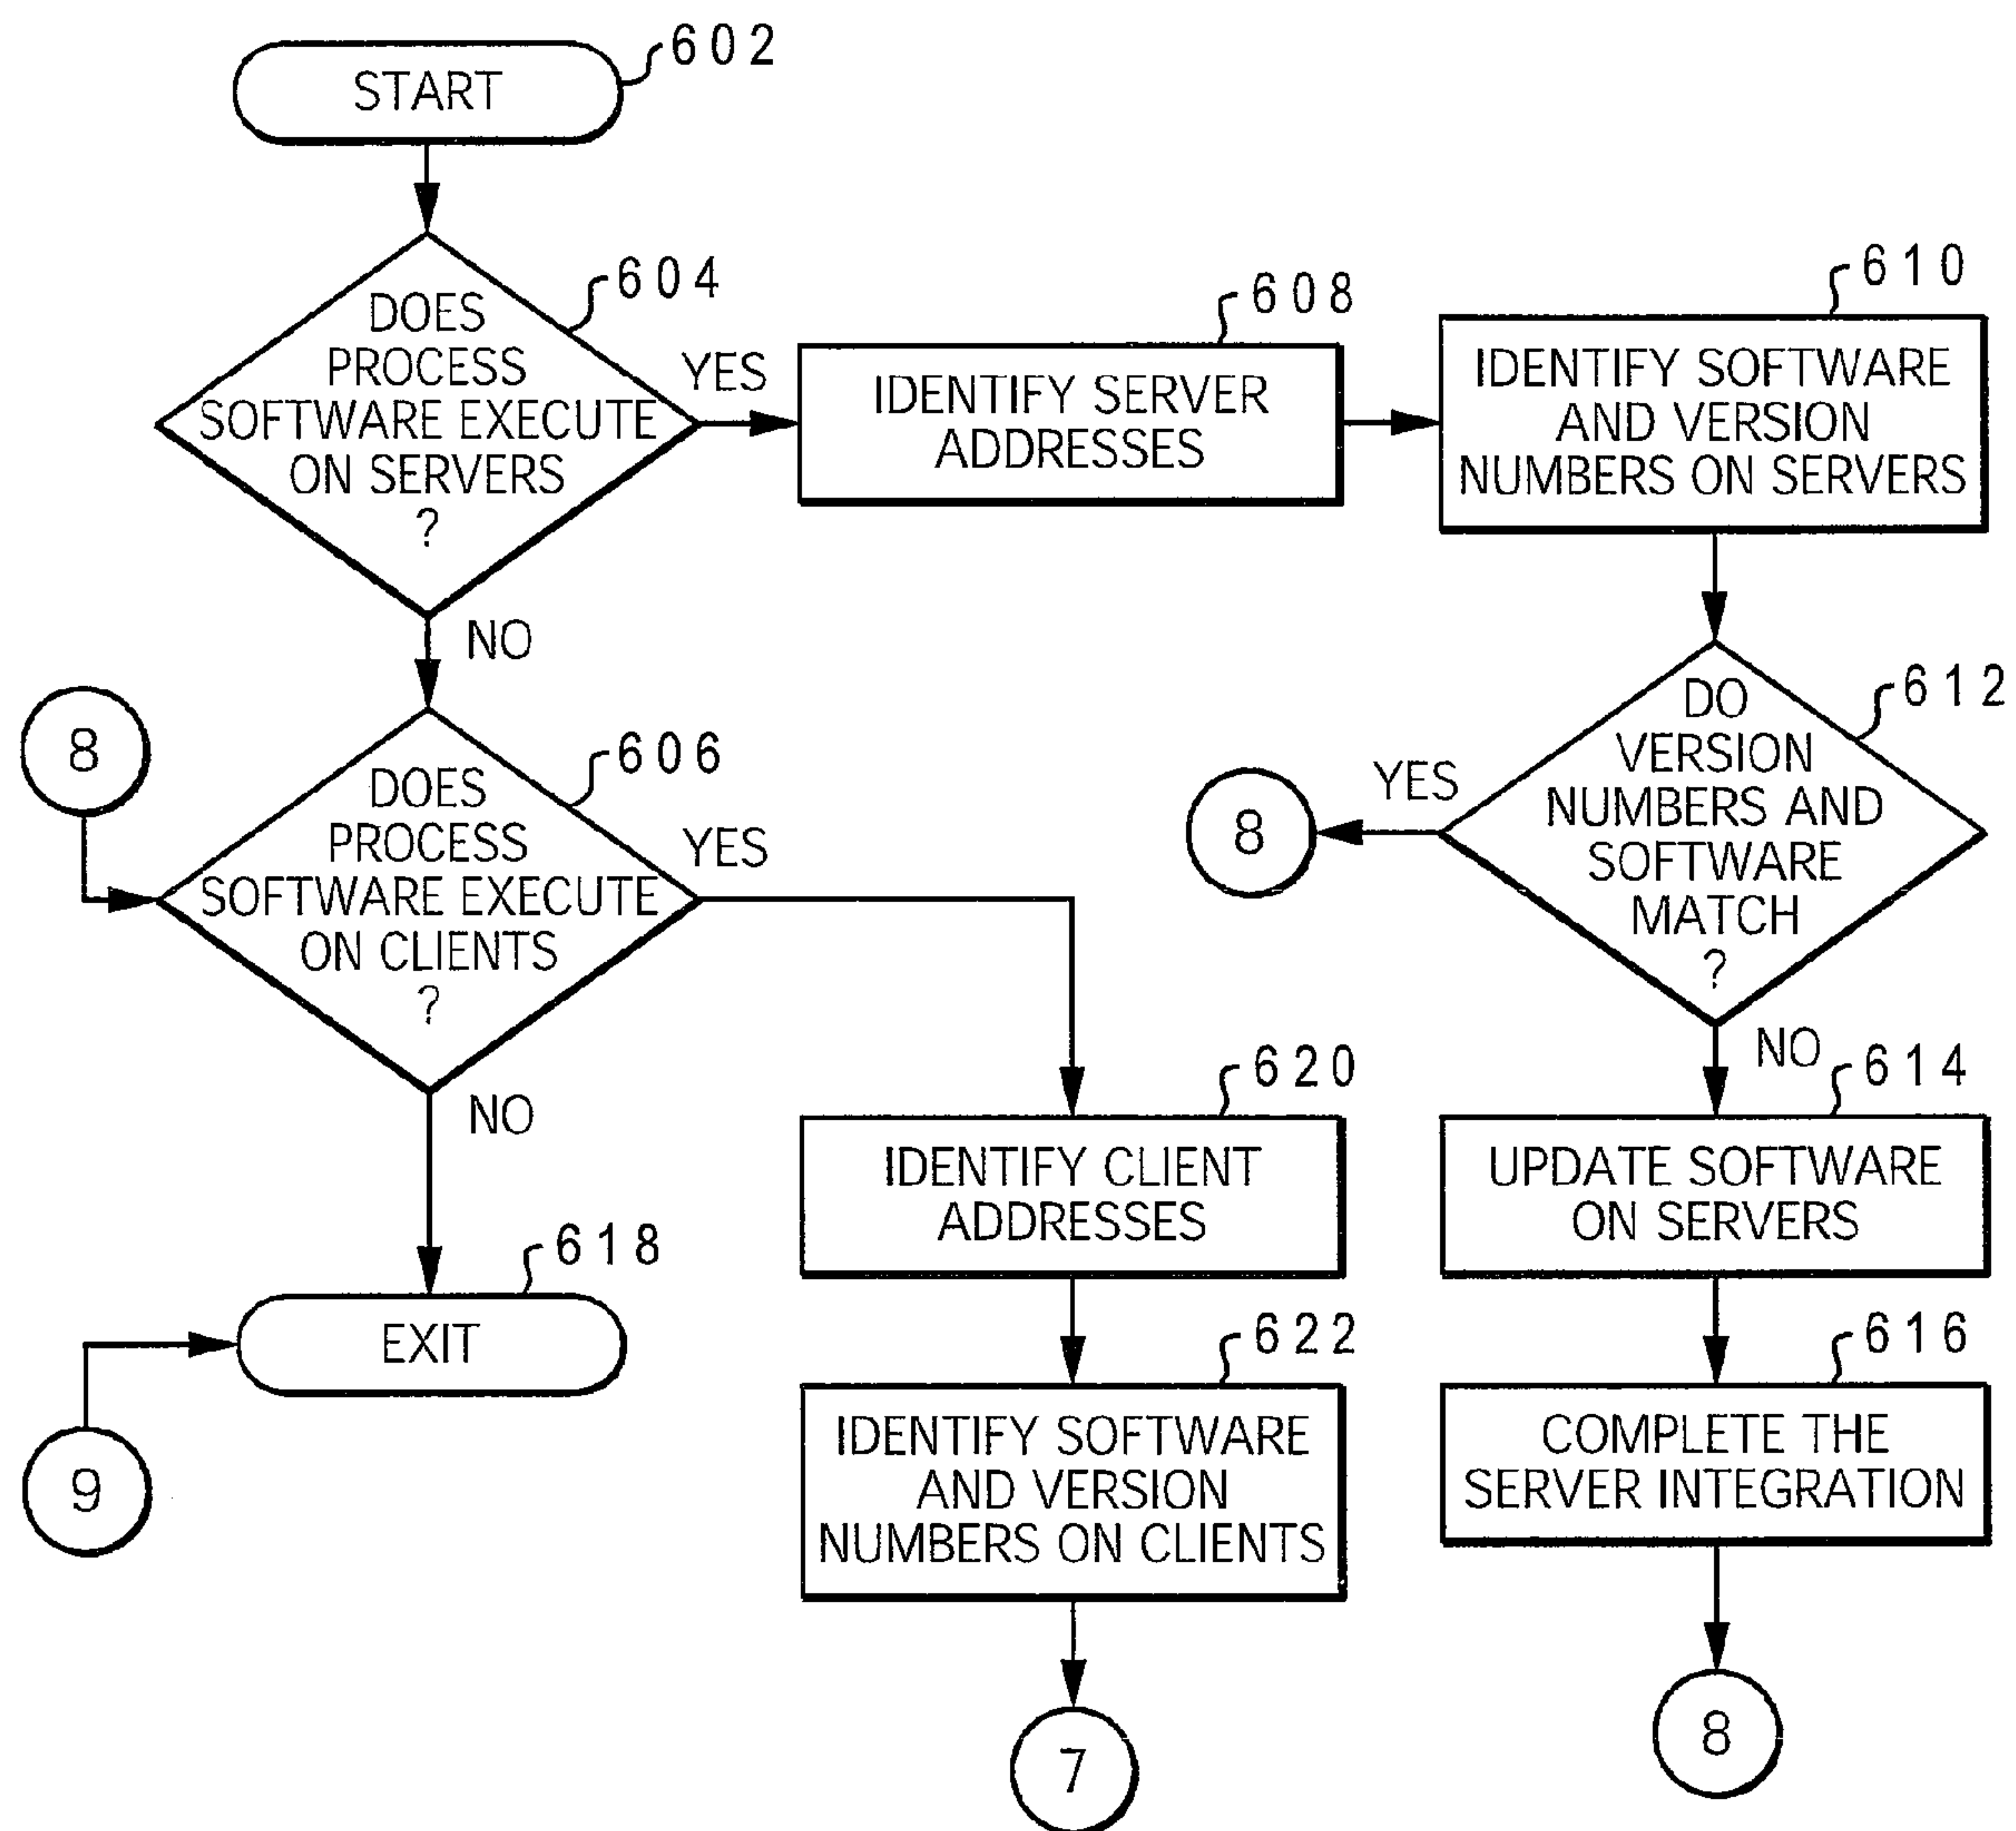 602
START
604
DOES
PROCESS
SOFTWARE EXECUTE
ON SERVERS
?
YES
NO
608
IDENTIFY SERVER
ADDRESSES
610
IDENTIFY SOFTWARE
AND VERSION
NUMBERS ON SERVERS
8
606
DOES
PROCESS
SOFTWARE EXECUTE
ON CLIENTS
?
YES
NO
612
DO
VERSION
NUMBERS AND
SOFTWARE
MATCH
?
YES
8
NO
620
IDENTIFY CLIENT
ADDRESSES
614
UPDATE SOFTWARE
ON SERVERS
618
EXIT
9
622
IDENTIFY SOFTWARE
AND VERSION
NUMBERS ON CLIENTS
7
616
COMPLETE THE
SERVER INTEGRATION
8